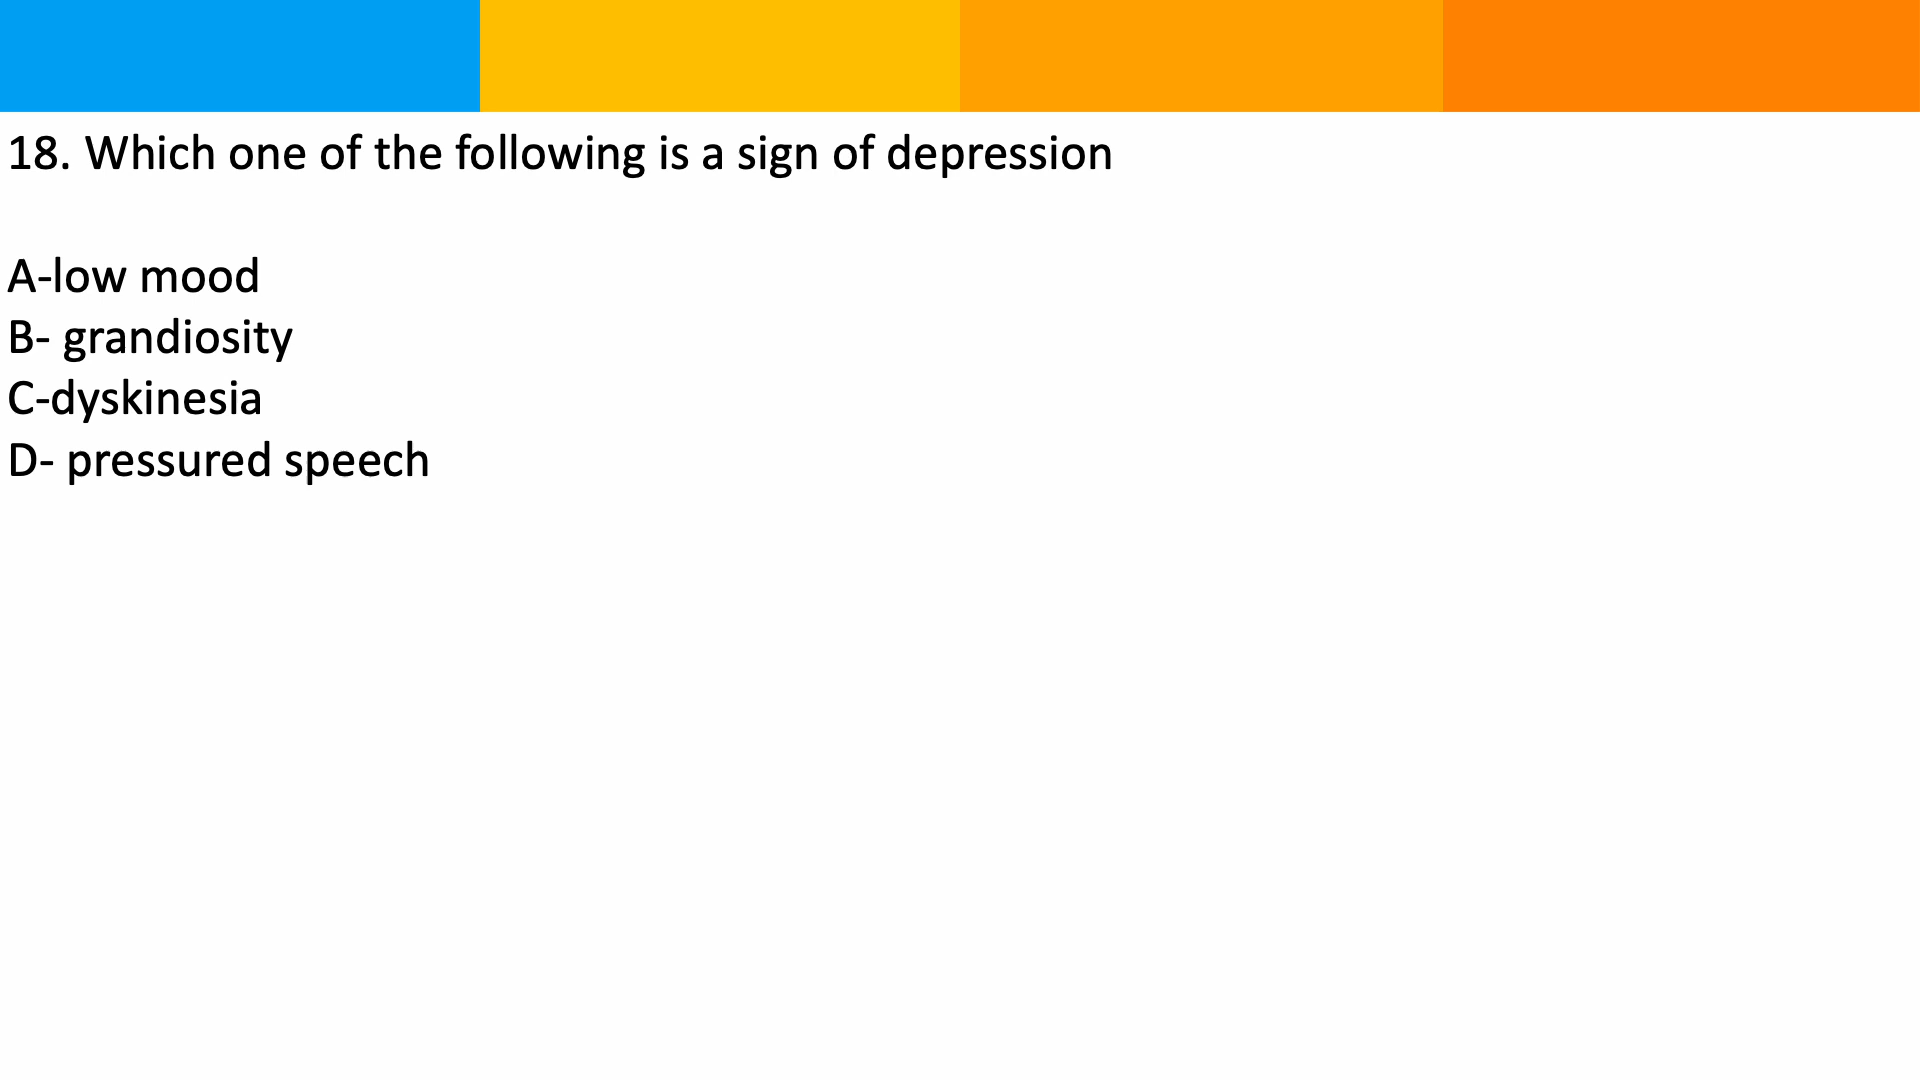 18. Which one of the following is a sign of depression
A-low mood
B- grandiosity
C-dyskinesia
D- pressured speech